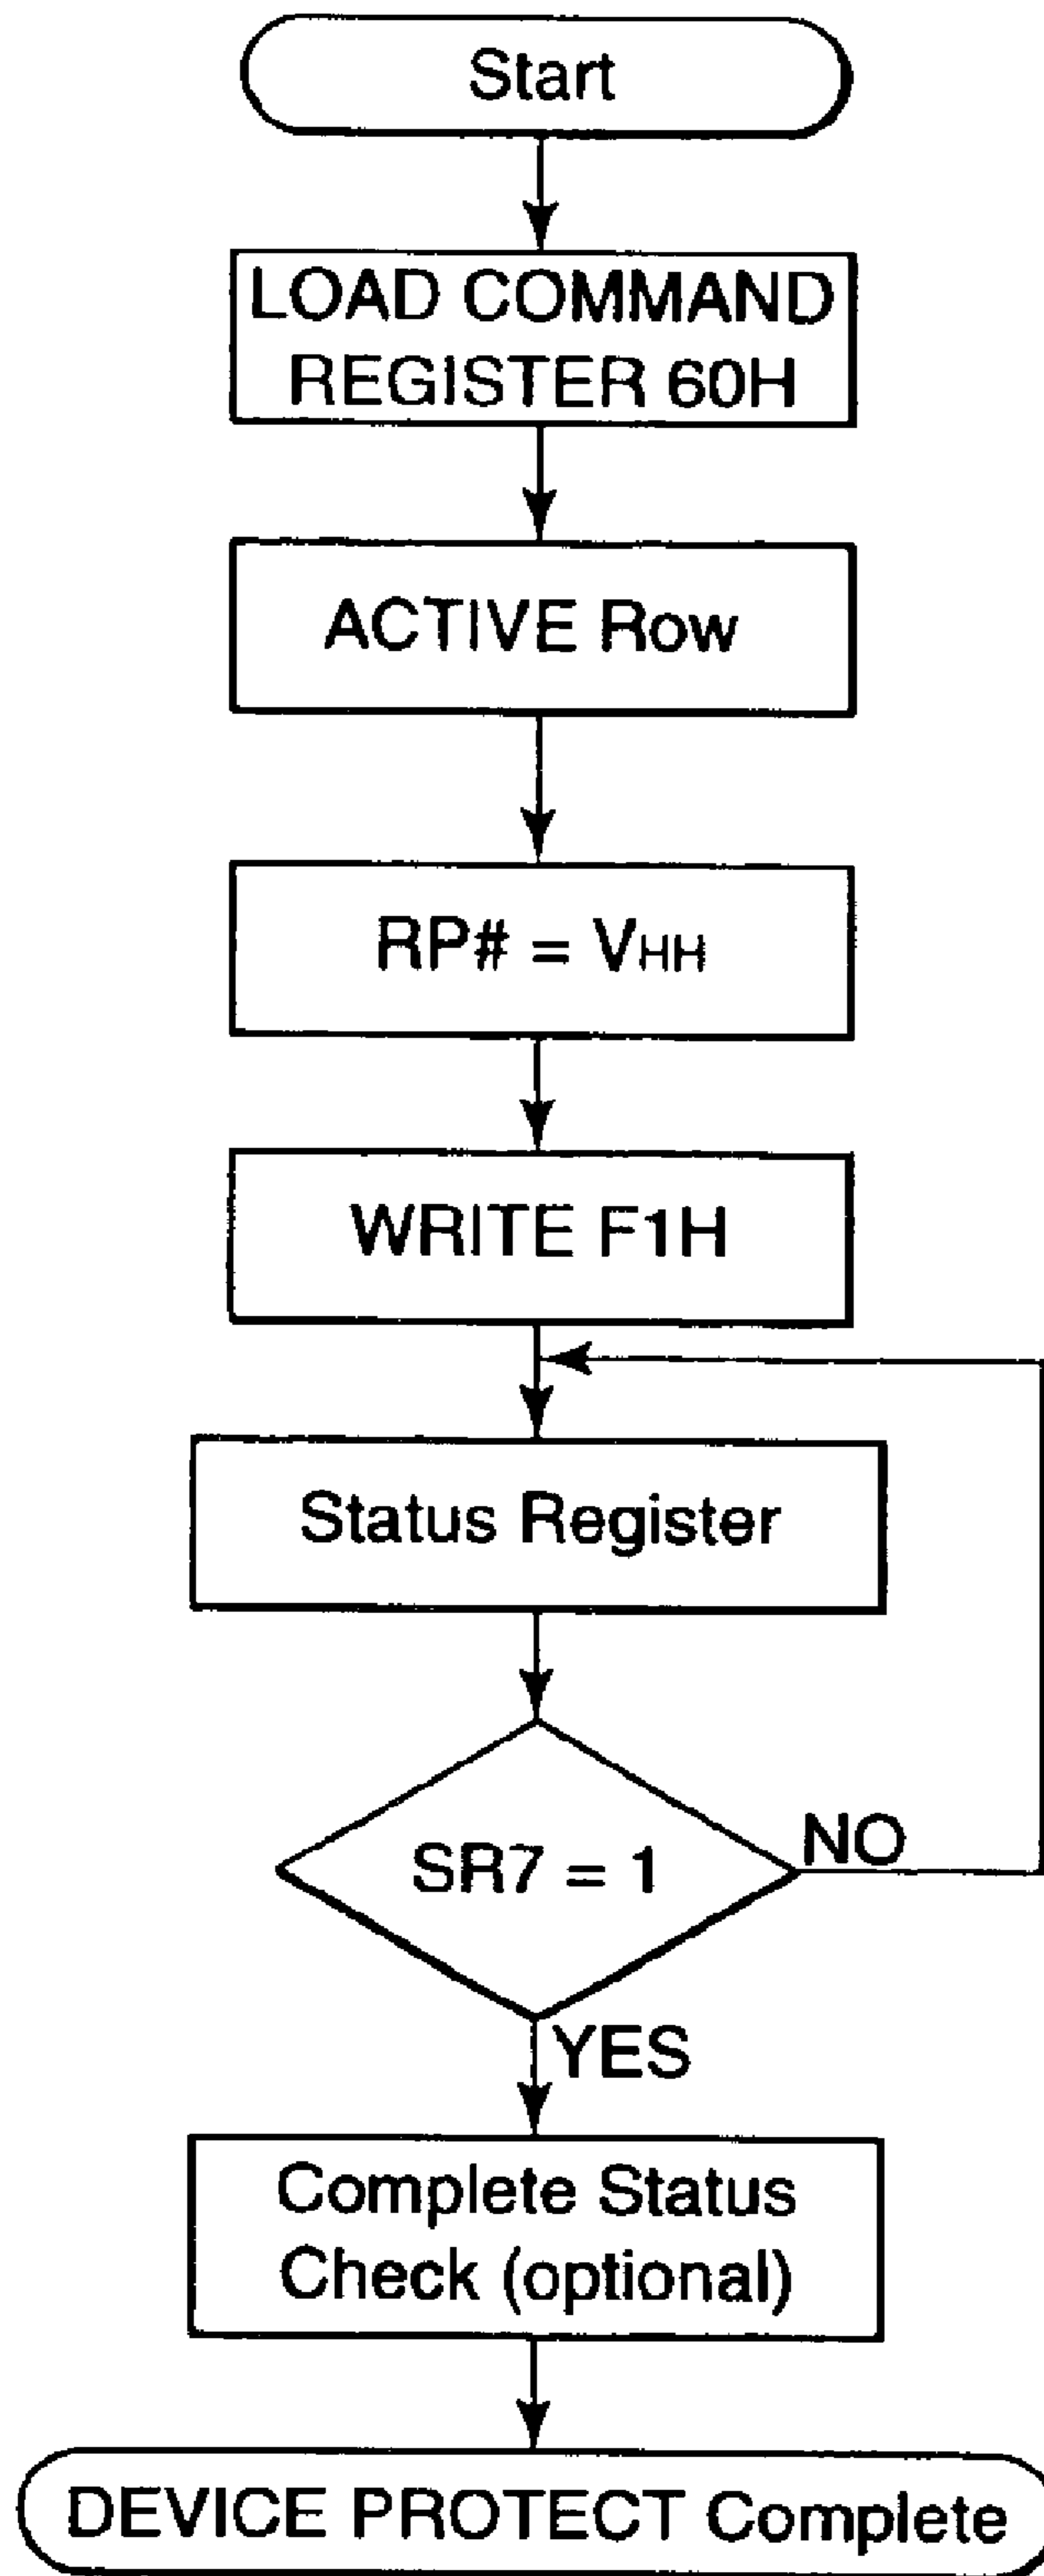 Start
LOAD COMMAND
REGISTER 60H
ACTIVE Row
RP# = VHH
WRITE F1H
Status Register
SR7 = 1
NO
YES
Complete Status
Check (optional)
DEVICE PROTECT Complete